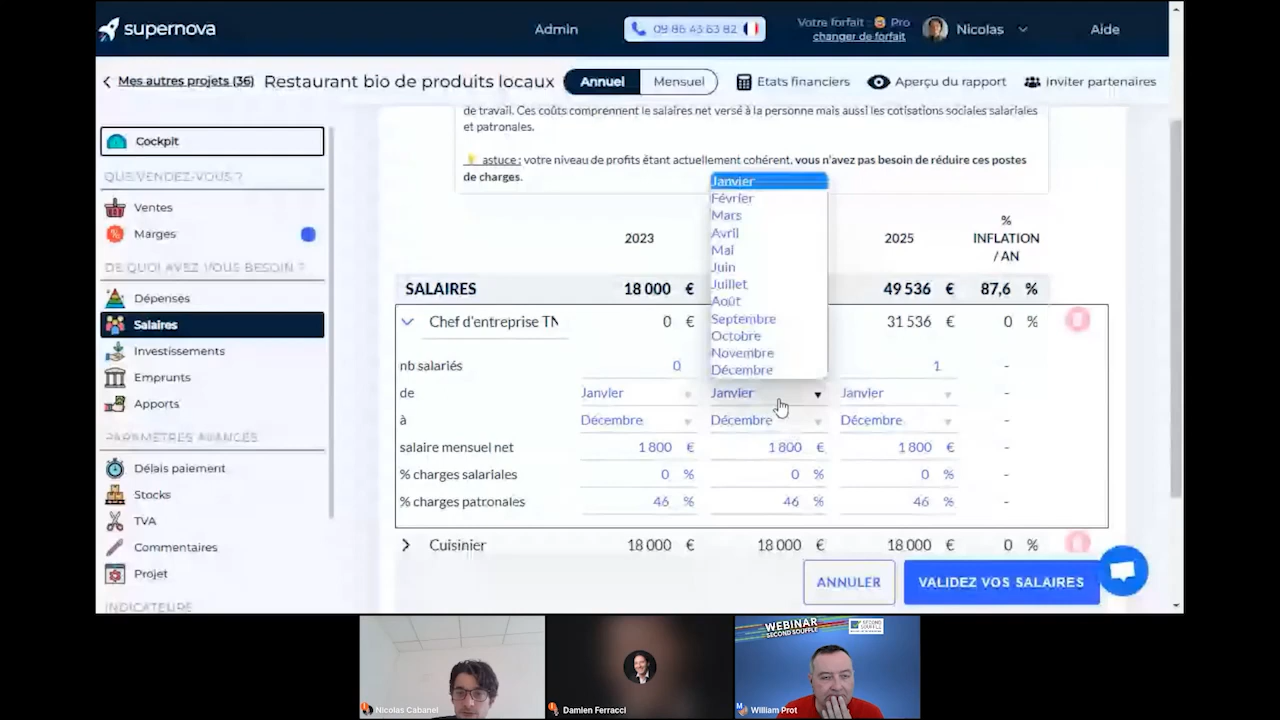 supernova
Admin
09 86 43 63 82
Votre forfait : Pro
changer de forfait
Nicolas
Aide
Mes autres projets (36)
Restaurant bio de produits locaux
Annuel
Mensuel
Etats financiers
Aperçu du rapport
Inviter partenaires
Cockpit
QUE VENDEZ-VOUS ?
Ventes
Marges
DE QUOI AVEZ VOUS BESOIN ?
Dépenses
Salaires
Investissements
Emprunts
Apports
PARAMÈTRES AVANCÉS
Délais paiement
Stocks
TVA
Commentaires
Projet
INDICATEURE
de travail. Ces coûts comprennent le salaires net versé à la personne mais aussi les cotisations sociales salariales
et patronales.
astuce : votre niveau de profits étant actuellement cohérent, vous n'avez pas besoin de réduire ces postes
de charges.
Janvier
Février
Mars
Avril
Mai
Juin
Juillet
Août
Septembre
Octobre
Novembre
Décembre
2023
2025
%
INFLATION
/ AN
SALAIRES 18 000 € 49 536 € 87,6 %
Chef d'entreprise TN 0 € 31 536 € 0 %
nb salariés 0 1 -
de Janvier Janvier Janvier -
à Décembre Décembre Décembre -
salaire mensuel net 1 800 € 1 800 € 1 800 € -
% charges salariales 0 % 0 % 0 % -
% charges patronales 46 % 46 % 46 % -
Cuisinier 18 000 € 18 000 € 18 000 € 0 %
ANNULER
VALIDEZ VOS SALAIRES
WEBINAR
SECOND SOUFFLE
SECOND
SOUFFLE
Nicolas Cabanel
Damien Ferracci
William Prot